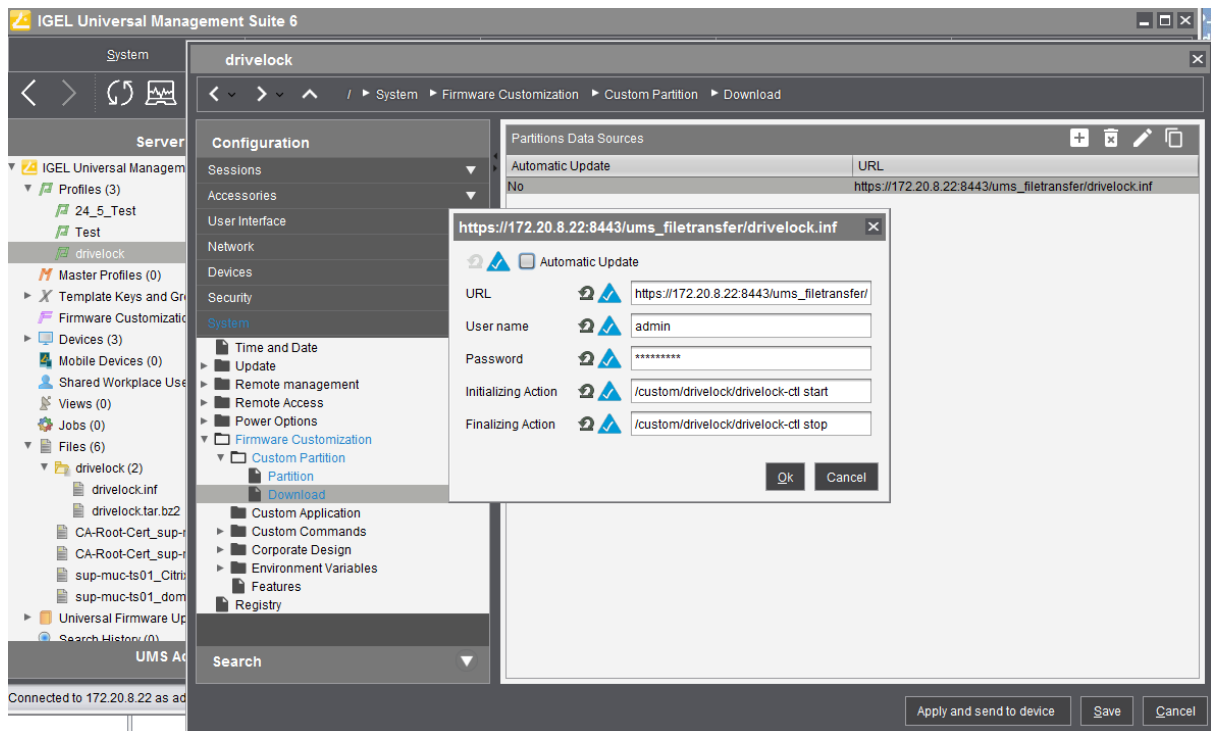 IGEL Universal Management Suite 6
System
drivelock
/ System Firmware Customization Custom Partition Download
Server
IGEL Universal Managem
Profiles (3)
24_5_Test
Test
drivelock
Master Profiles (0)
Template Keys and Gr
Firmware Customizatic
Devices (3)
Mobile Devices (0)
Shared Workplace Use
Views (0)
Jobs (0)
Files (6)
drivelock (2)
drivelock.inf
drivelock.tar.bz2
CA-Root-Cert_sup-r
CA-Root-Cert_sup-r
sup-muc-ts01_Citri
sup-muc-ts01_dom
Universal Firmware Up
Search History (0)
UMS Ad
Connected to 172.20.8.22 as ad
Configuration
Sessions
Accessories
User Interface
Network
Devices
Security
System
Time and Date
Update
Remote management
Remote Access
Power Options
Firmware Customization
Custom Partition
Partition
Download
Custom Application
Custom Commands
Corporate Design
Environment Variables
Features
Registry
Search
Partitions Data Sources
Automatic Update URL
No https://172.20.8.22:8443/ums_filetransfer/drivelock.inf
https://172.20.8.22:8443/ums_filetransfer/drivelock.inf
Automatic Update
URL https://172.20.8.22:8443/ums_filetransfer/
User name admin
Password *********
Initializing Action /custom/drivelock/drivelock-ctl start
Finalizing Action /custom/drivelock/drivelock-ctl stop
Ok Cancel
Apply and send to device Save Cancel